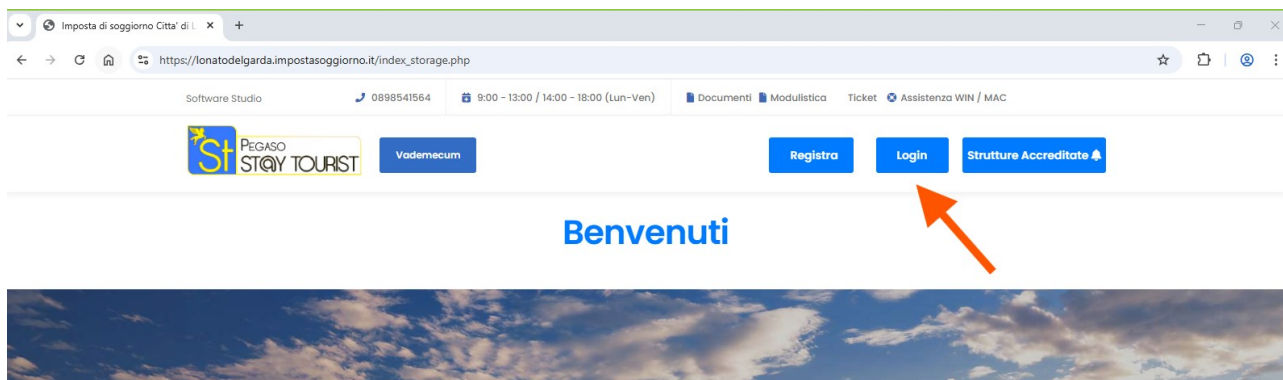 Imposta di soggiorno Citta' di L
https://lonatodelgarda.impostasoggiorno.it/index_storage.php
Software Studio 0898541564 9:00 - 13:00 / 14:00 - 18:00 (Lun-Ven) Documenti Modulistica Ticket Assistenza WIN / MAC
St PEGASO
ST@Y TOURIST
Vademecum Registra Login Strutture Accreditate
Benvenuti